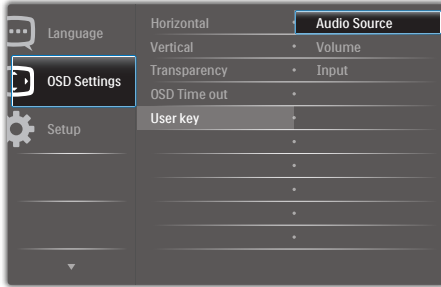 Language
OSD Settings
Setup
Horizontal
Vertical
Transparency
OSD Time out
User key
Audio Source
Volume
Input